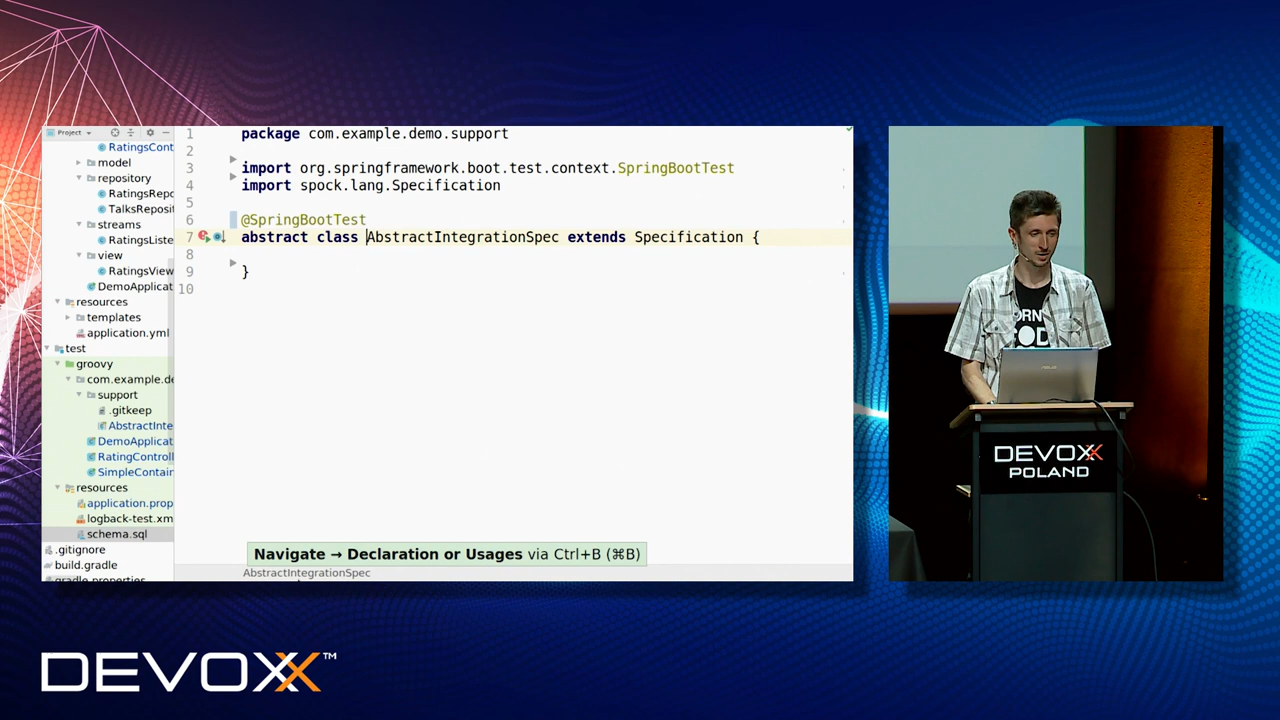 Project
RatingsCont
model
repository
RatingsRepo
TalksReposit
streams
RatingsListe
view
RatingsView
DemoApplicat
resources
templates
application.yml
test
groovy
com.example.de
support
.gitkeep
AbstractInte
DemoApplicat
RatingControll
SimpleContain
resources
application.prop
logback-test.xm
schema.sql
.gitignore
build.gradle
gradle.properties
1 package com.example.demo.support
2
3 import org.springframework.boot.test.context.SpringBootTest
4 import spock.lang.Specification
5
6 @SpringBootTest
7 abstract class AbstractIntegrationSpec extends Specification {
8
9 }
10
Navigate → Declaration or Usages via Ctrl+B (⌘B)
AbstractIntegrationSpec
ASUS
DEVOXX
POLAND
DEVOXX™